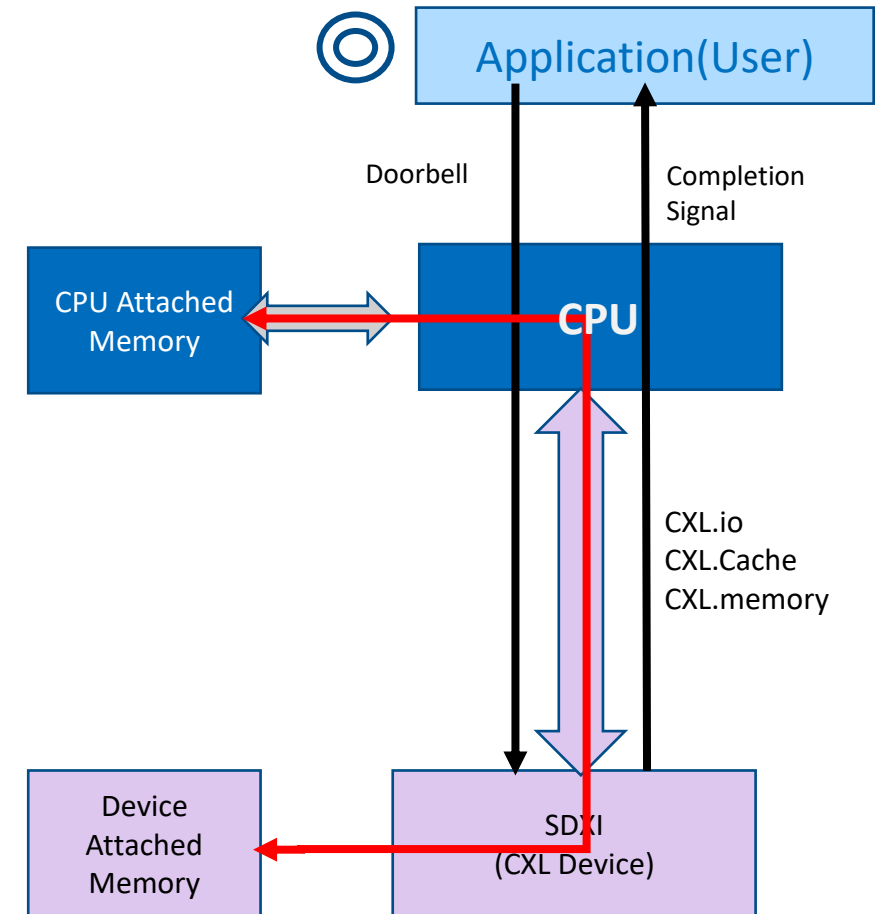 Application(User)
Doorbell
Completion
Signal
CPU Attached
Memory
CPU
CXL.io
CXL.Cache
CXL.memory
Device
Attached
Memory
SDXI
(CXL Device)